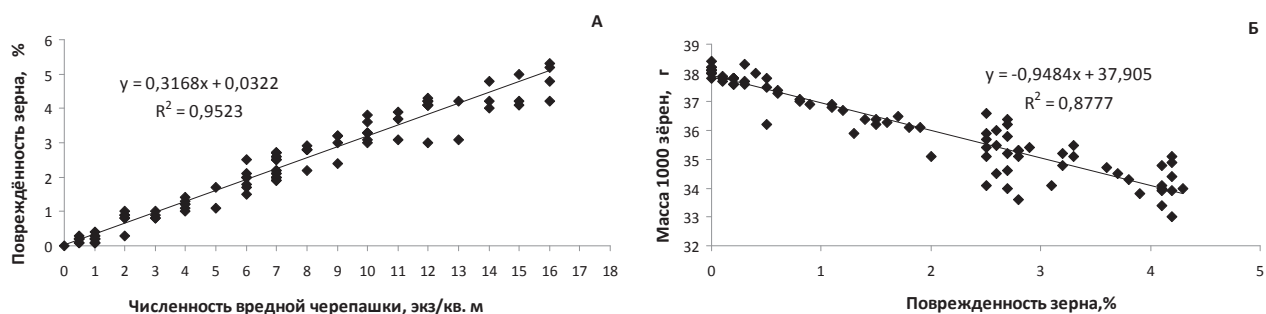 А
Повреждённость зерна, %
6
5
4
3
2
1
0
y = 0,3168x + 0,0322
R² = 0,9523
0 1 2 3 4 5 6 7 8 9 10 11 12 13 14 15 16 17 18
Численность вредной черепашки, экз/кв. м
Б
Масса 1000 зёрен, г
39
38
37
36
35
34
33
32
y = -0,9484x + 37,905
R² = 0,8777
0 1 2 3 4 5
Поврежденность зерна,%